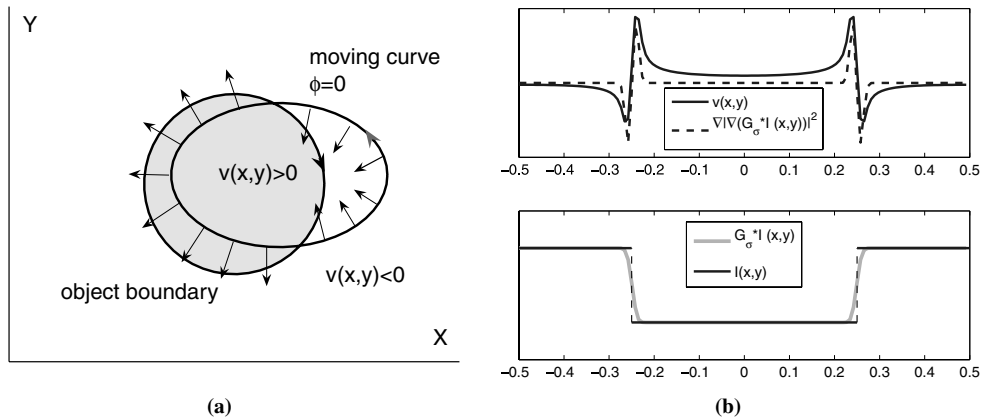 Y
moving curve
ϕ=0
v(x,y)>0
v(x,y)<0
object boundary
X
(a)
v(x,y)
∇|∇(G_σ*I (x,y))|^2
−0.5 −0.4 −0.3 −0.2 −0.1 0 0.1 0.2 0.3 0.4 0.5
G_σ*I (x,y)
I(x,y)
−0.5 −0.4 −0.3 −0.2 −0.1 0 0.1 0.2 0.3 0.4 0.5
(b)